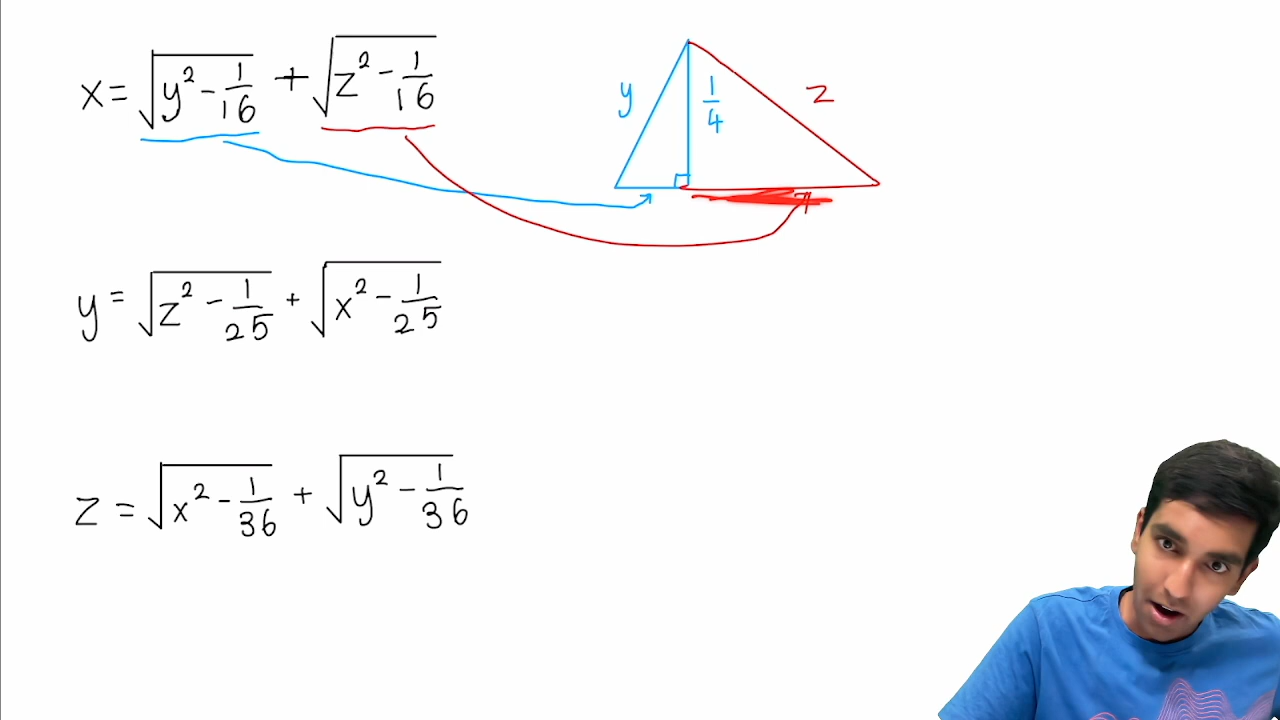 x = √(y² - 1/16) + √(z² - 1/16)
y
1/4
z
y = √(z² - 1/25) + √(x² - 1/25)
z = √(x² - 1/36) + √(y² - 1/36)